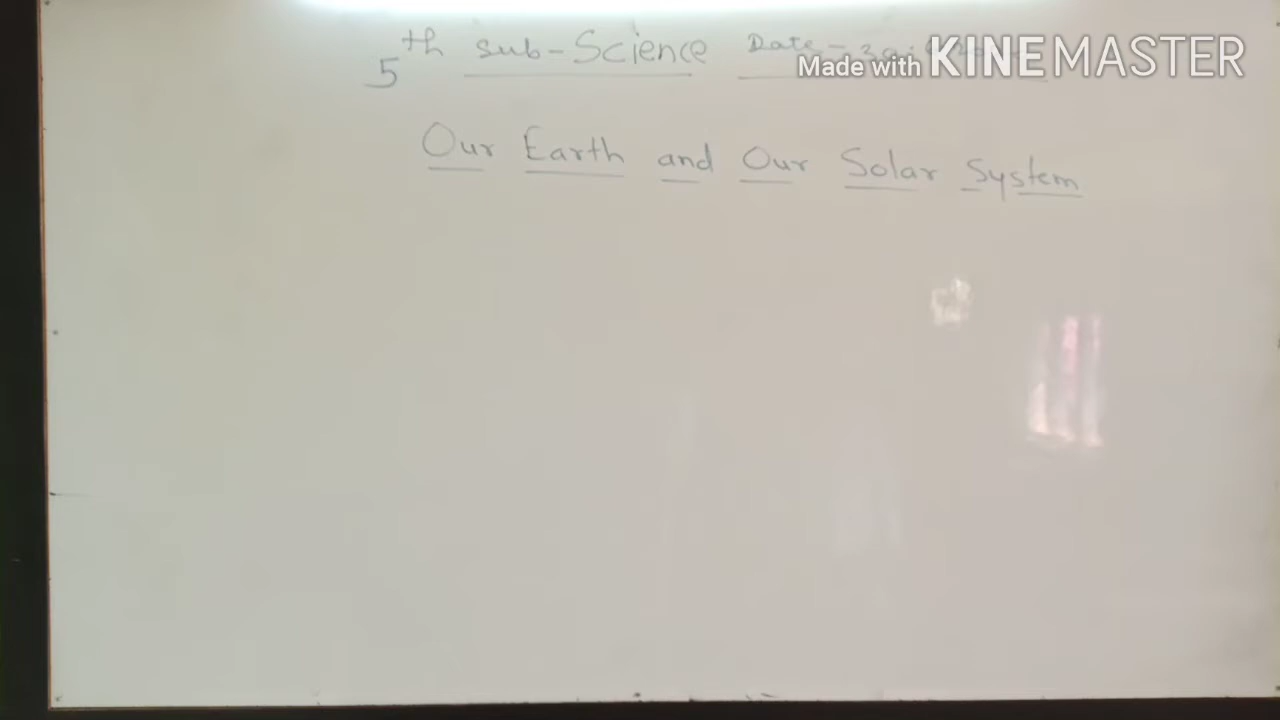 5th Sub-Science Date-
Made with KINEMASTER
Our Earth and Our Solar System